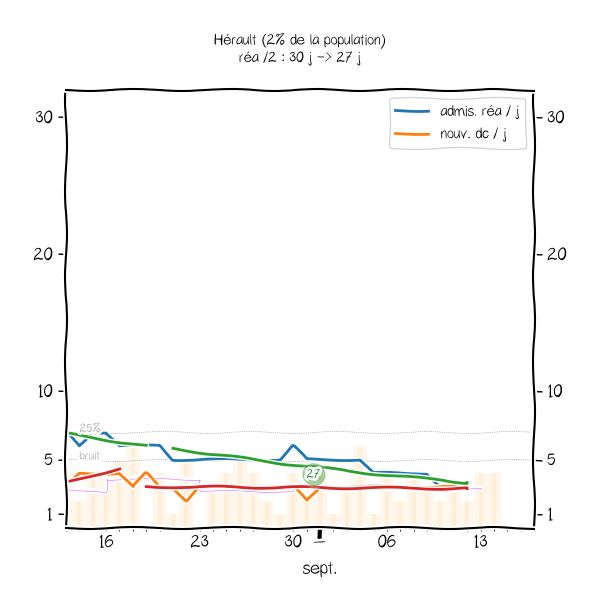 Hérault (2% de la population)
réa /2 : 30 j -> 27 j
admis. réa / j
nouv. dc / j
30
30
20
20
10
10
25%
5
bruit
5
27
1
1
16
23
30
06
13
sept.